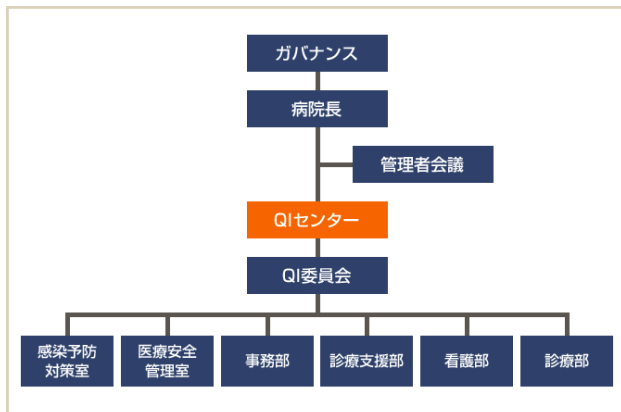 ガバナンス
病院長
管理者会議
QIセンター
QI委員会
感染予防
対策室
医療安全
管理室
事務部
診療支援部
看護部
診療部